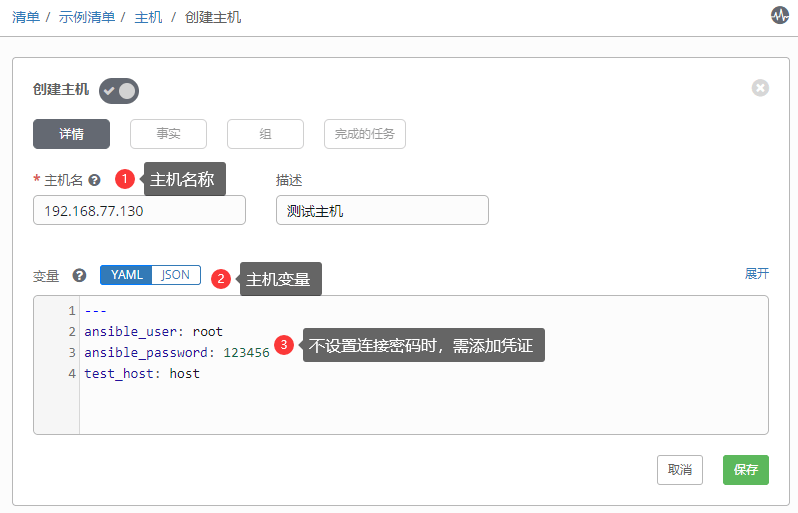 清单 / 示例清单 / 主机 / 创建主机
创建主机
详情 事实 组 完成的任务
* 主机名 ? 1 主机名称 描述
192.168.77.130 测试主机
变量 ? YAML JSON 2 主机变量 展开
1 ---
2 ansible_user: root
3 ansible_password: 123456 3 不设置连接密码时，需添加凭证
4 test_host: host
取消 保存